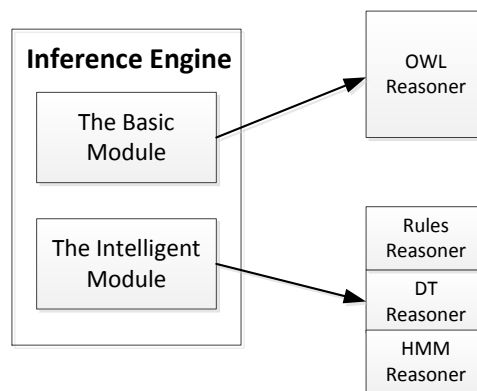 Inference Engine
The Basic
Module
The Intelligent
Module
OWL
Reasoner
Rules
Reasoner
DT
Reasoner
HMM
Reasoner